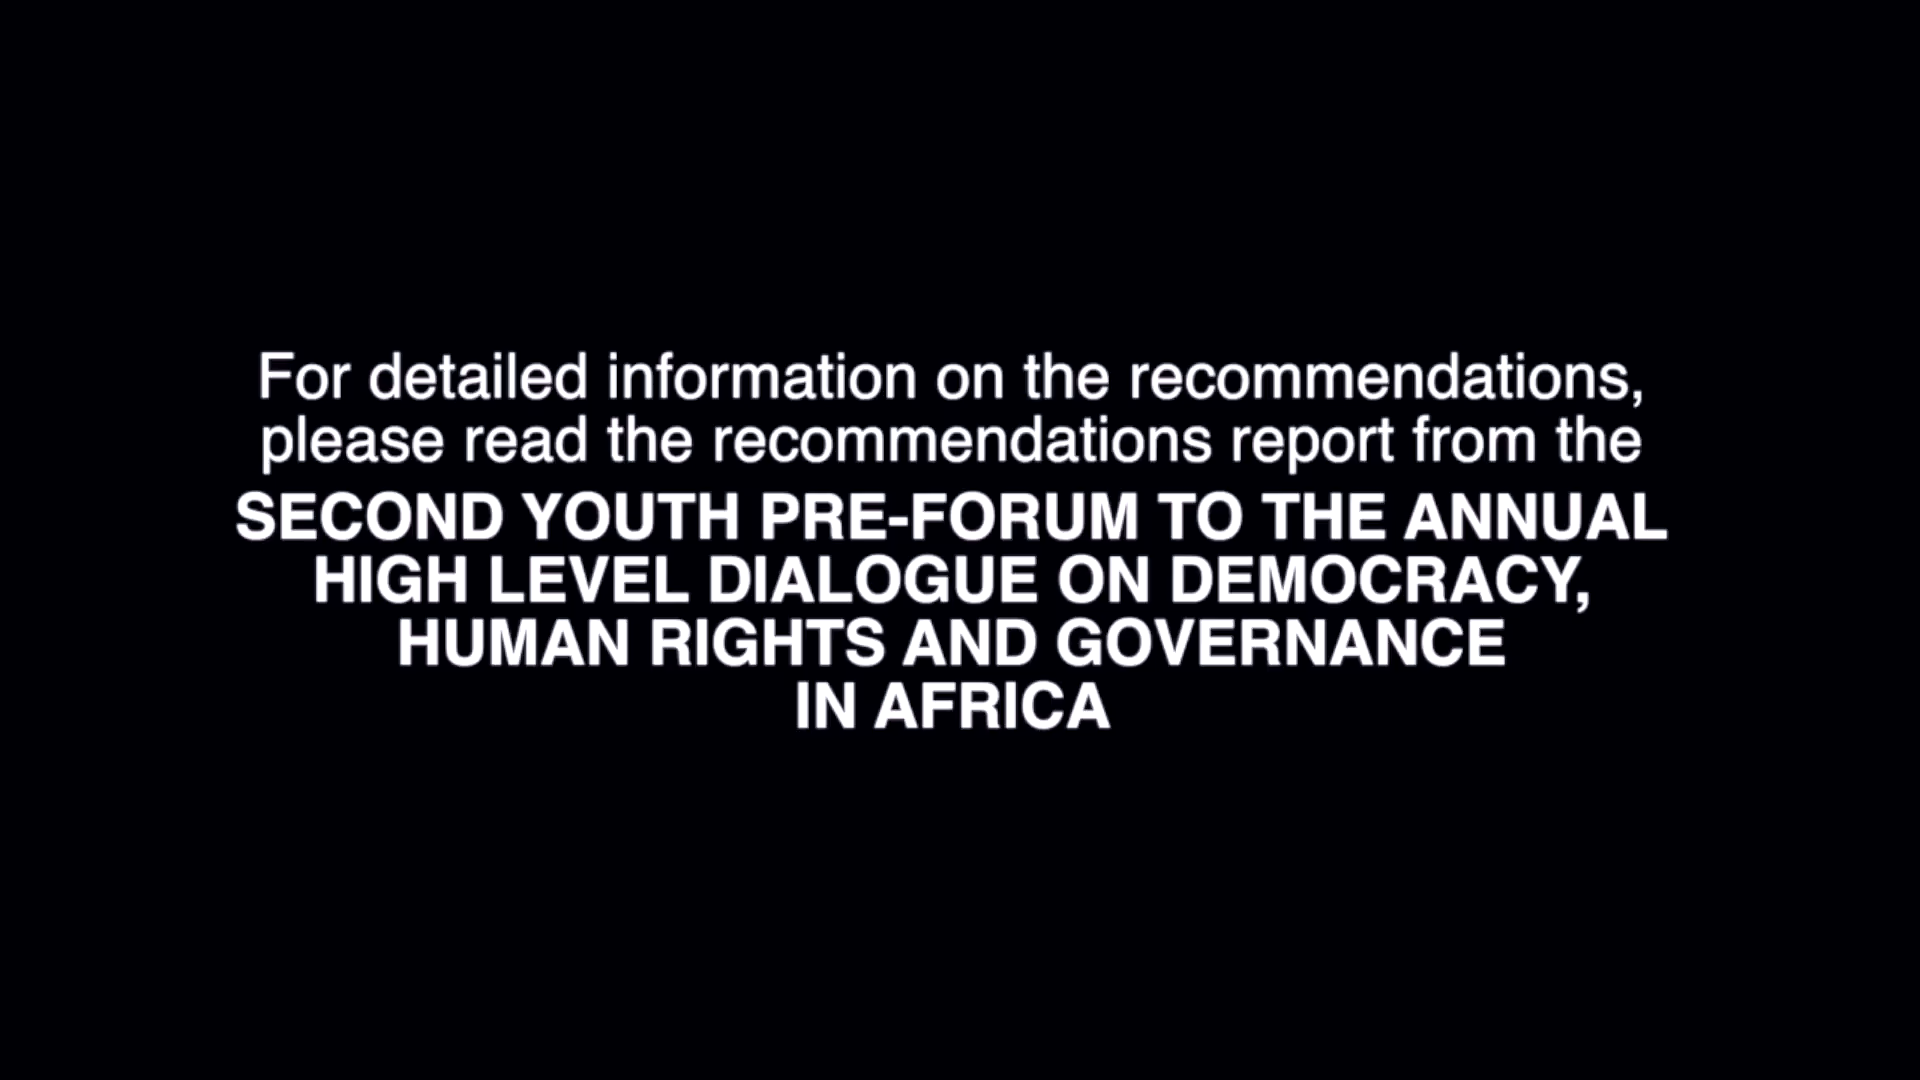 For detailed information on the recommendations,
please read the recommendations report from the
SECOND YOUTH PRE-FORUM TO THE ANNUAL
HIGH LEVEL DIALOGUE ON DEMOCRACY,
HUMAN RIGHTS AND GOVERNANCE
IN AFRICA